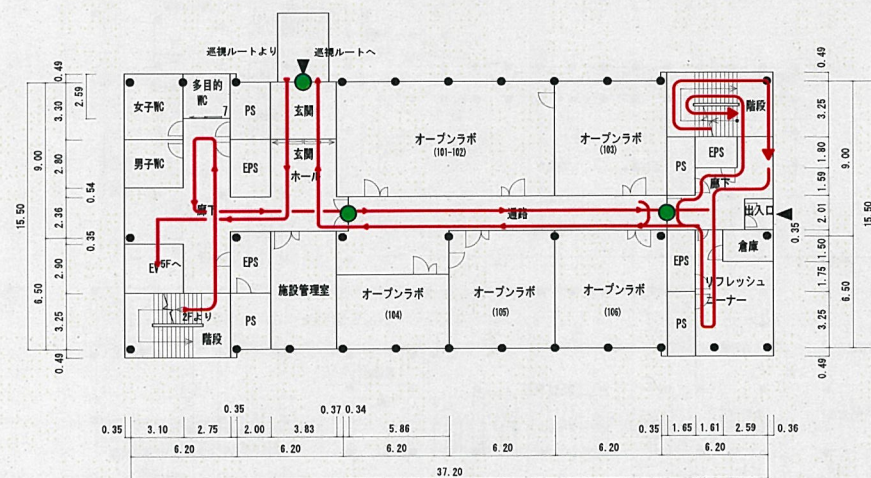 巡視ルートより
巡視ルートへ
女子WC
多目的
WC
7
PS
玄関
階段
オープンラボ
(101-102)
オープンラボ
(103)
男子WC
EPS
玄関
ホール
PS
EPS
廊下
廊下
通路
出入口
EV
5Fへ
EPS
施設管理室
オープンラボ
(104)
オープンラボ
(105)
オープンラボ
(106)
EPS
倉庫
リフレッシュ
コーナー
2Fより
階段
PS
PS
15.50
9.00
6.50
0.49
3.30
2.59
2.80
0.54
2.36
0.35
2.90
3.25
0.49
0.49
3.25
1.80
1.59
2.01
0.35
1.50
1.75
3.25
0.49
9.00
6.50
15.50
0.35
3.10
2.75
0.35
2.00
3.83
0.37
0.34
5.86
0.35
1.65
1.61
2.59
0.36
6.20
6.20
6.20
6.20
6.20
6.20
37.20